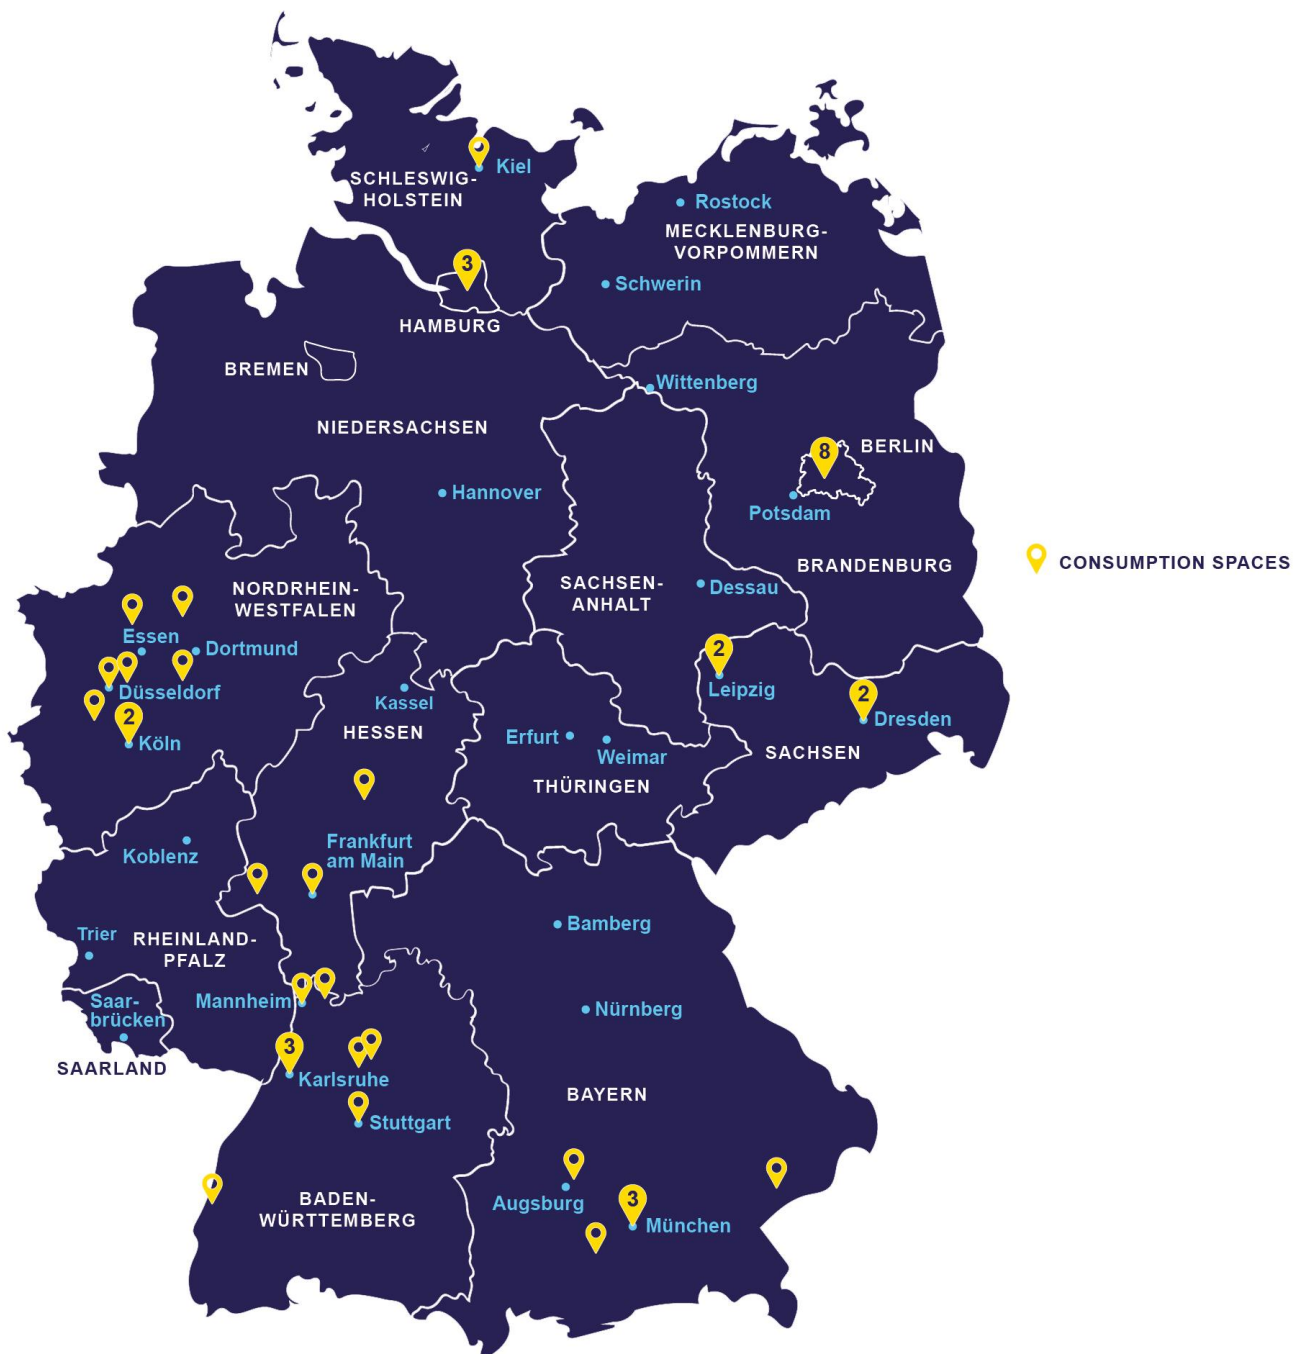 Kiel
SCHLESWIG-
HOLSTEIN
Rostock
MECKLENBURG-
VORPOMMERN
3
Schwerin
HAMBURG
BREMEN
Wittenberg
NIEDERSACHSEN
BERLIN
8
Hannover
Potsdam
CONSUMPTION SPACES
BRANDENBURG
SACHSEN-
ANHALT
Dessau
NORDRHEIN-
WESTFALEN
Essen
Dortmund
2
Leipzig
Düsseldorf
Kassel
2
Dresden
2
Köln
HESSEN
Erfurt
Weimar
SACHSEN
THÜRINGEN
Frankfurt
am Main
Koblenz
Bamberg
Trier
RHEINLAND-
PFALZ
Saar-
brücken
Mannheim
Nürnberg
3
SAARLAND
Karlsruhe
BAYERN
Stuttgart
BADEN-
WÜRTTEMBERG
Augsburg
3
München